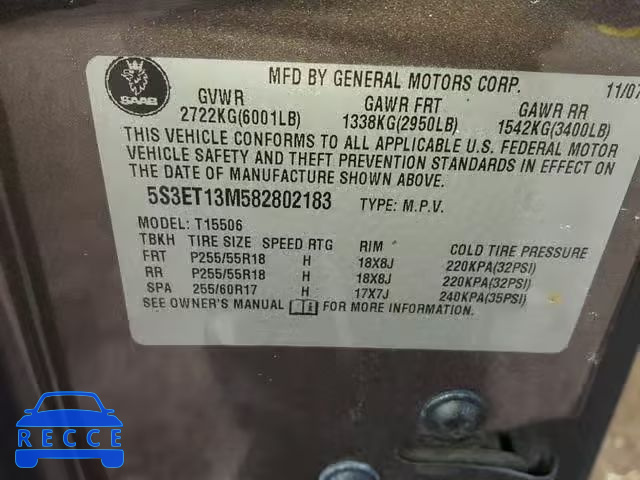 SAAB
MFD BY GENERAL MOTORS CORP. 11/07
GVWR GAWR FRT GAWR RR
2722KG(6001LB) 1338KG(2950LB) 1542KG(3400LB)
THIS VEHICLE CONFORMS TO ALL APPLICABLE U.S. FEDERAL MOTOR
VEHICLE SAFETY AND THEFT PREVENTION STANDARDS IN EFFECT ON
THE DATE OF MANUFACTURE SHOWN ABOVE.
5S3ET13M582802183 TYPE: M.P.V.
MODEL: T15506
TBKH TIRE SIZE SPEED RTG RIM COLD TIRE PRESSURE
FRT P255/55R18 H 18X8J 220KPA(32PSI)
RR P255/55R18 H 18X8J 220KPA(32PSI)
SPA 255/60R17 H 17X7J 240KPA(35PSI)
SEE OWNER'S MANUAL FOR MORE INFORMATION.
RECCE